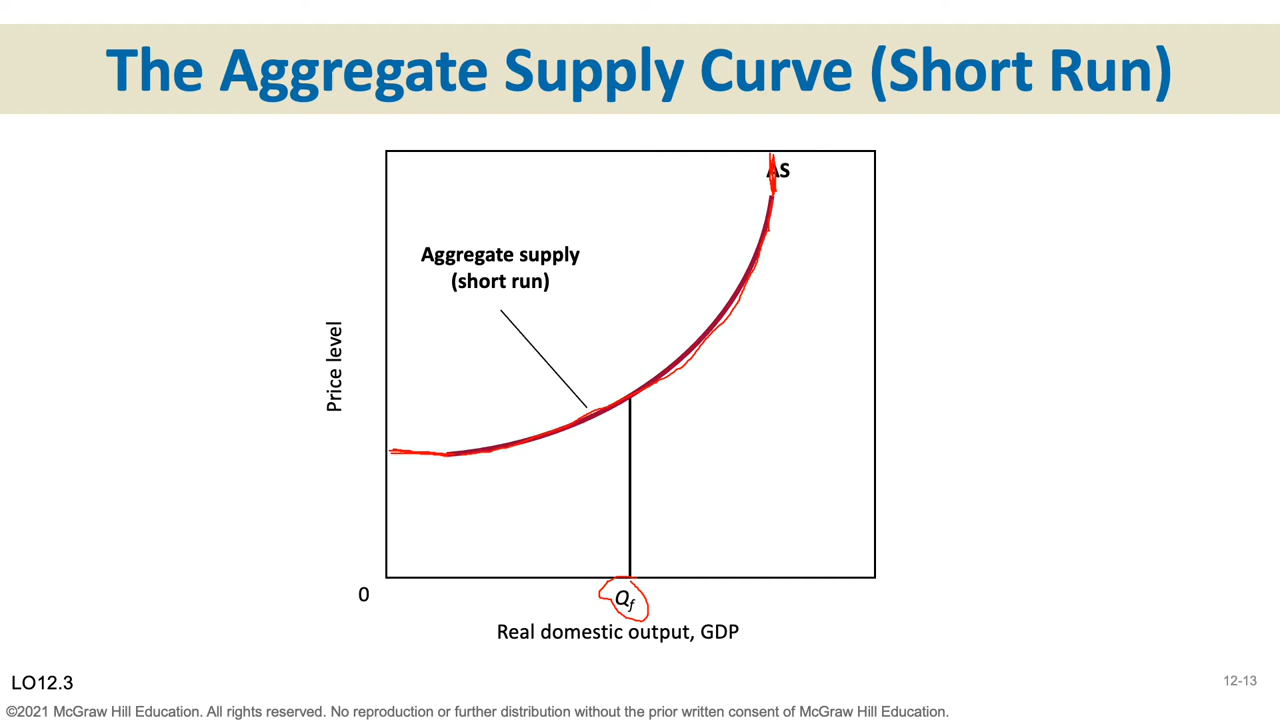 The Aggregate Supply Curve (Short Run)
AS
Aggregate supply
(short run)
Price level
0
Qf
Real domestic output, GDP
LO12.3
12-13
©2021 McGraw Hill Education. All rights reserved. No reproduction or further distribution without the prior written consent of McGraw Hill Education.